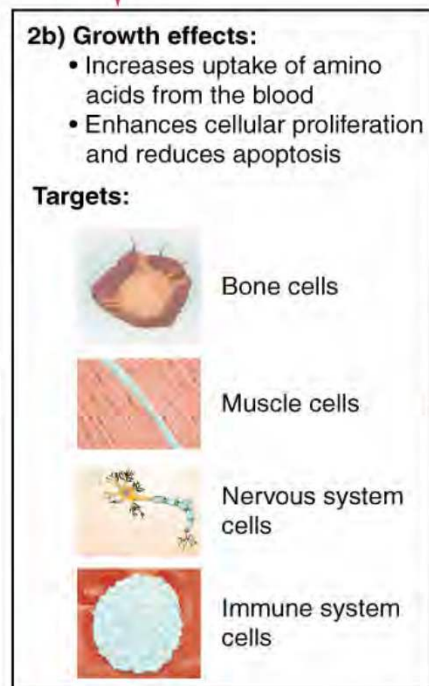 2b) Growth effects:
• Increases uptake of amino
acids from the blood
• Enhances cellular proliferation
and reduces apoptosis
Targets:
Bone cells
Muscle cells
Nervous system
cells
Immune system
cells